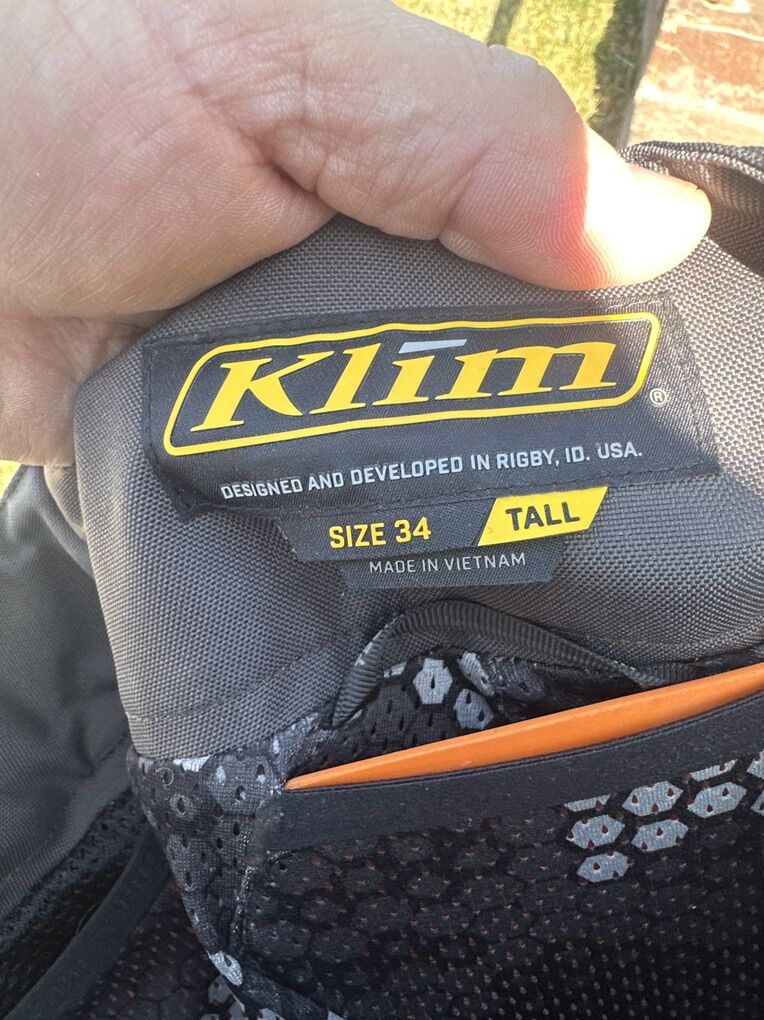 Klim
®
DESIGNED AND DEVELOPED IN RIGBY, ID. USA.
SIZE 34 TALL
MADE IN VIETNAM